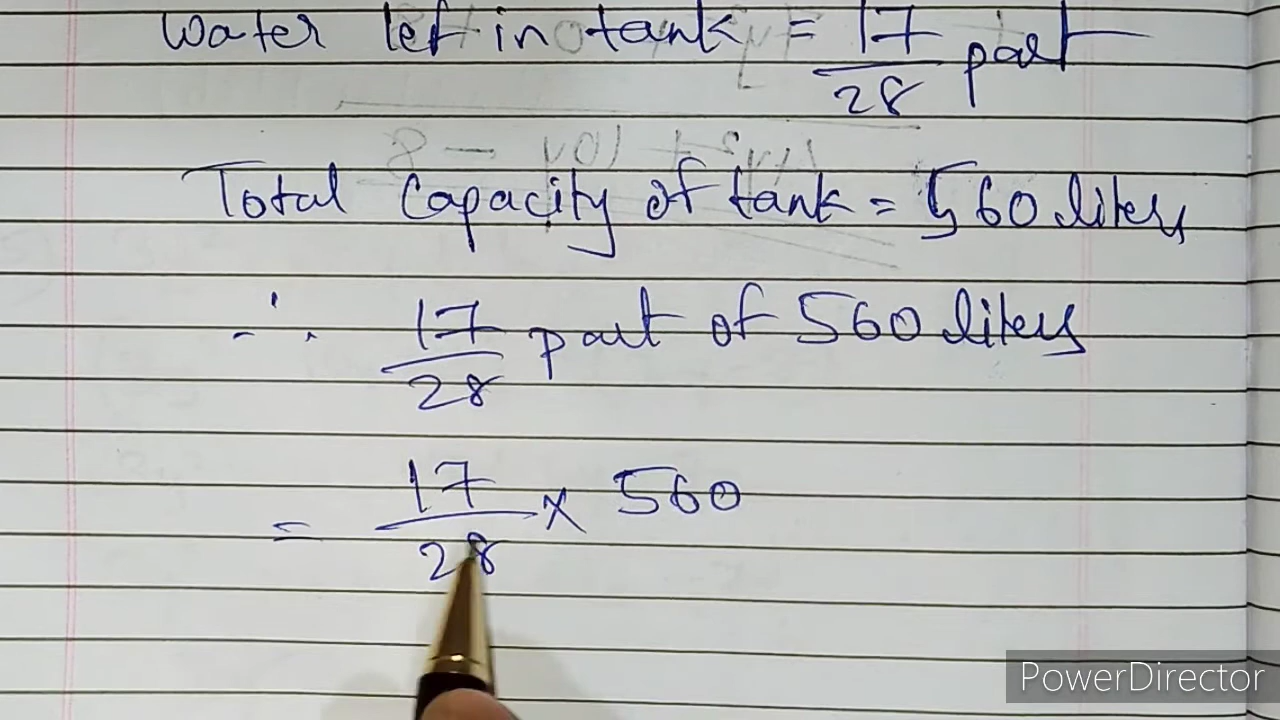 Water left in tank = 17/28 part
Total Capacity of tank = 560 liters
∴ 17/28 part of 560 liters
= 17/28 × 560
PowerDirector